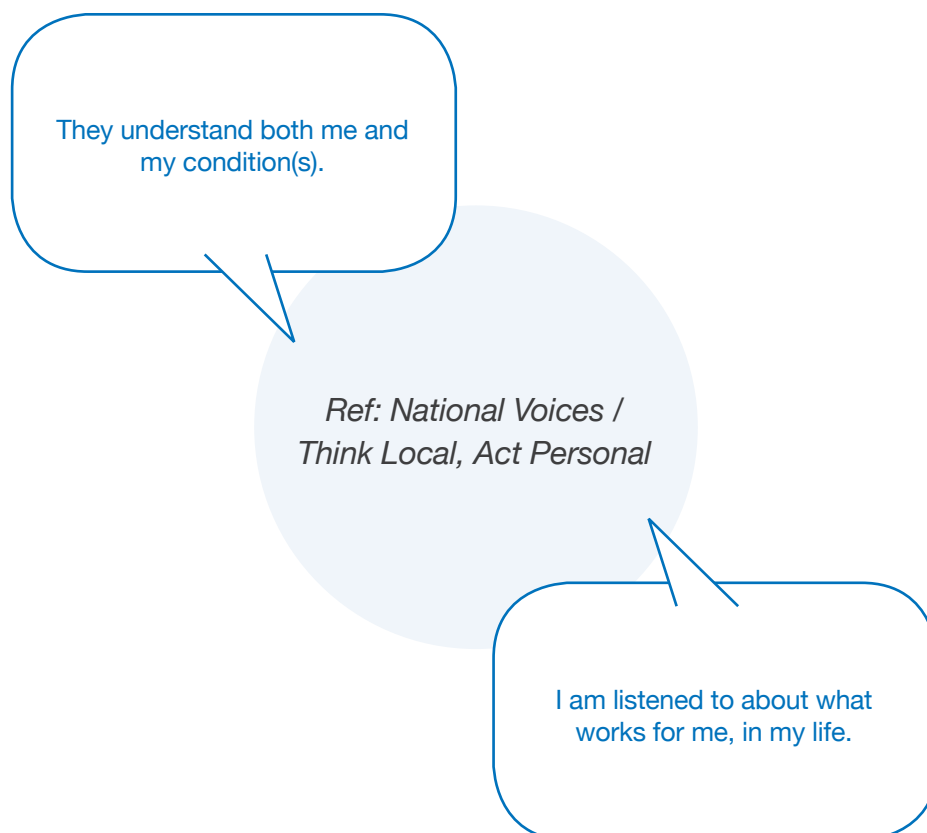 They understand both me and
my condition(s).
Ref: National Voices /
Think Local, Act Personal
I am listened to about what
works for me, in my life.